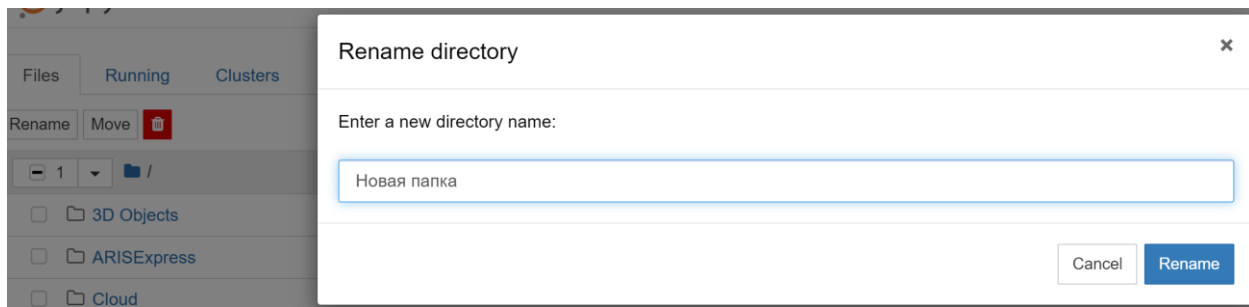 Rename directory
×
Files Running Clusters
Enter a new directory name:
Rename Move
1 /
Новая папка
3D Objects
ARISExpress
Cancel Rename
Cloud